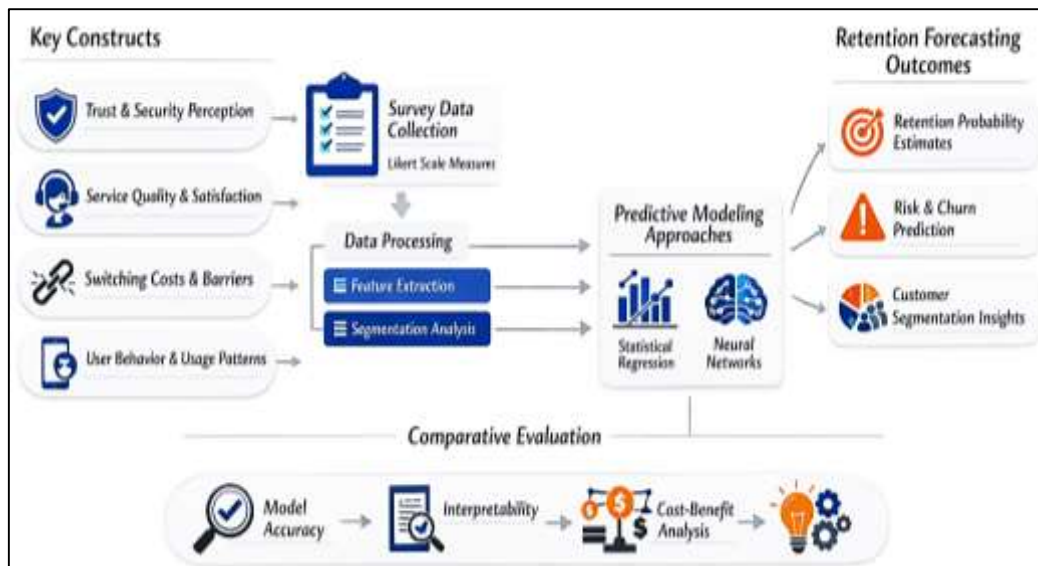 Key Constructs
Trust & Security Perception
Service Quality & Satisfaction
Switching Costs & Barriers
User Behavior & Usage Patterns
Survey Data
Collection
Likert Scale Measures
Data Processing
Feature Extraction
Segmentation Analysis
Predictive Modeling
Approaches
Statistical
Regression
Neural
Networks
Retention Forecasting
Outcomes
Retention Probability
Estimates
Risk & Churn
Prediction
Customer
Segmentation Insights
Comparative Evaluation
Model
Accuracy
Interpretability
Cost-Benefit
Analysis
$
$
$